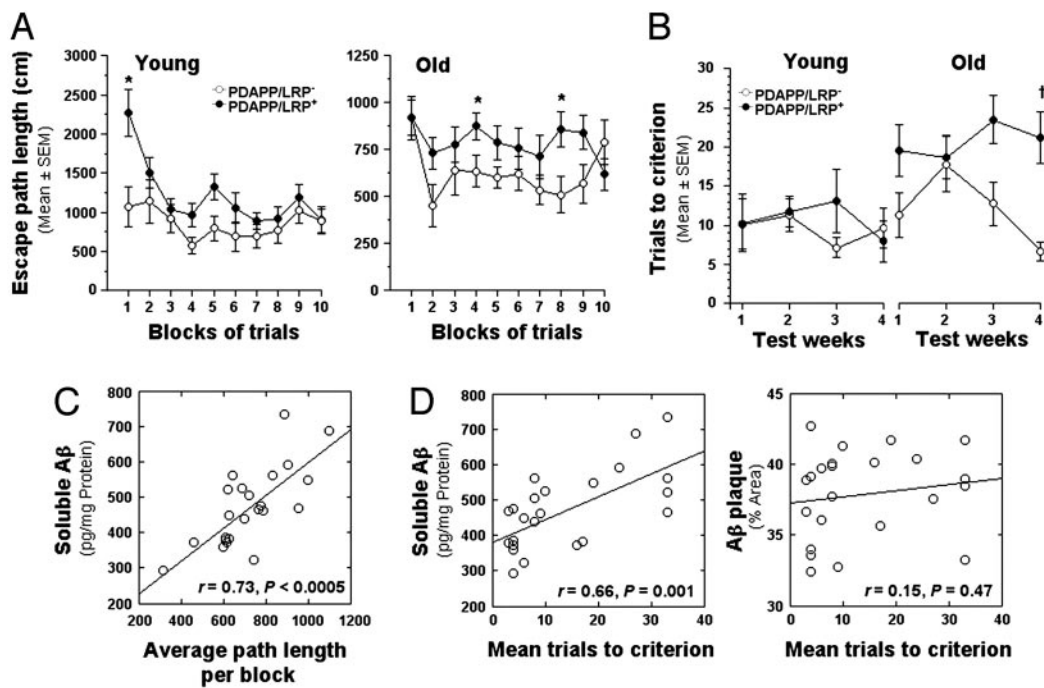 A
Escape path length (cm)
(Mean ± SEM)
3000
2500
2000
1500
1000
500
0
Young
*
PDAPP/LRP⁻
PDAPP/LRP⁺
1 2 3 4 5 6 7 8 9 10
Blocks of trials
1250
1000
750
500
250
0
Old
* *
1 2 3 4 5 6 7 8 9 10
Blocks of trials
B
Trials to criterion
(Mean ± SEM)
30
25
20
15
10
5
0
Young
PDAPP/LRP⁻
PDAPP/LRP⁺
1 2 3 4
Test weeks
Old
†
1 2 3 4
Test weeks
C
Soluble Aβ
(pg/mg Protein)
800
700
600
500
400
300
200
r = 0.73, P < 0.0005
200 400 600 800 1000 1200
Average path length
per block
D
Soluble Aβ
(pg/mg Protein)
800
700
600
500
400
300
200
r = 0.66, P = 0.001
0 10 20 30 40
Mean trials to criterion
Aβ plaque
(% Area)
45
40
35
30
r = 0.15, P = 0.47
0 10 20 30 40
Mean trials to criterion